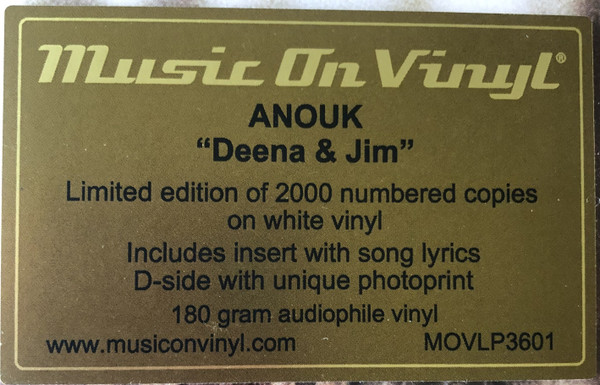 Music On Vinyl®
ANOUK
“Deena & Jim”
Limited edition of 2000 numbered copies
on white vinyl
Includes insert with song lyrics
D-side with unique photoprint
180 gram audiophile vinyl
www.musiconvinyl.com MOVLP3601